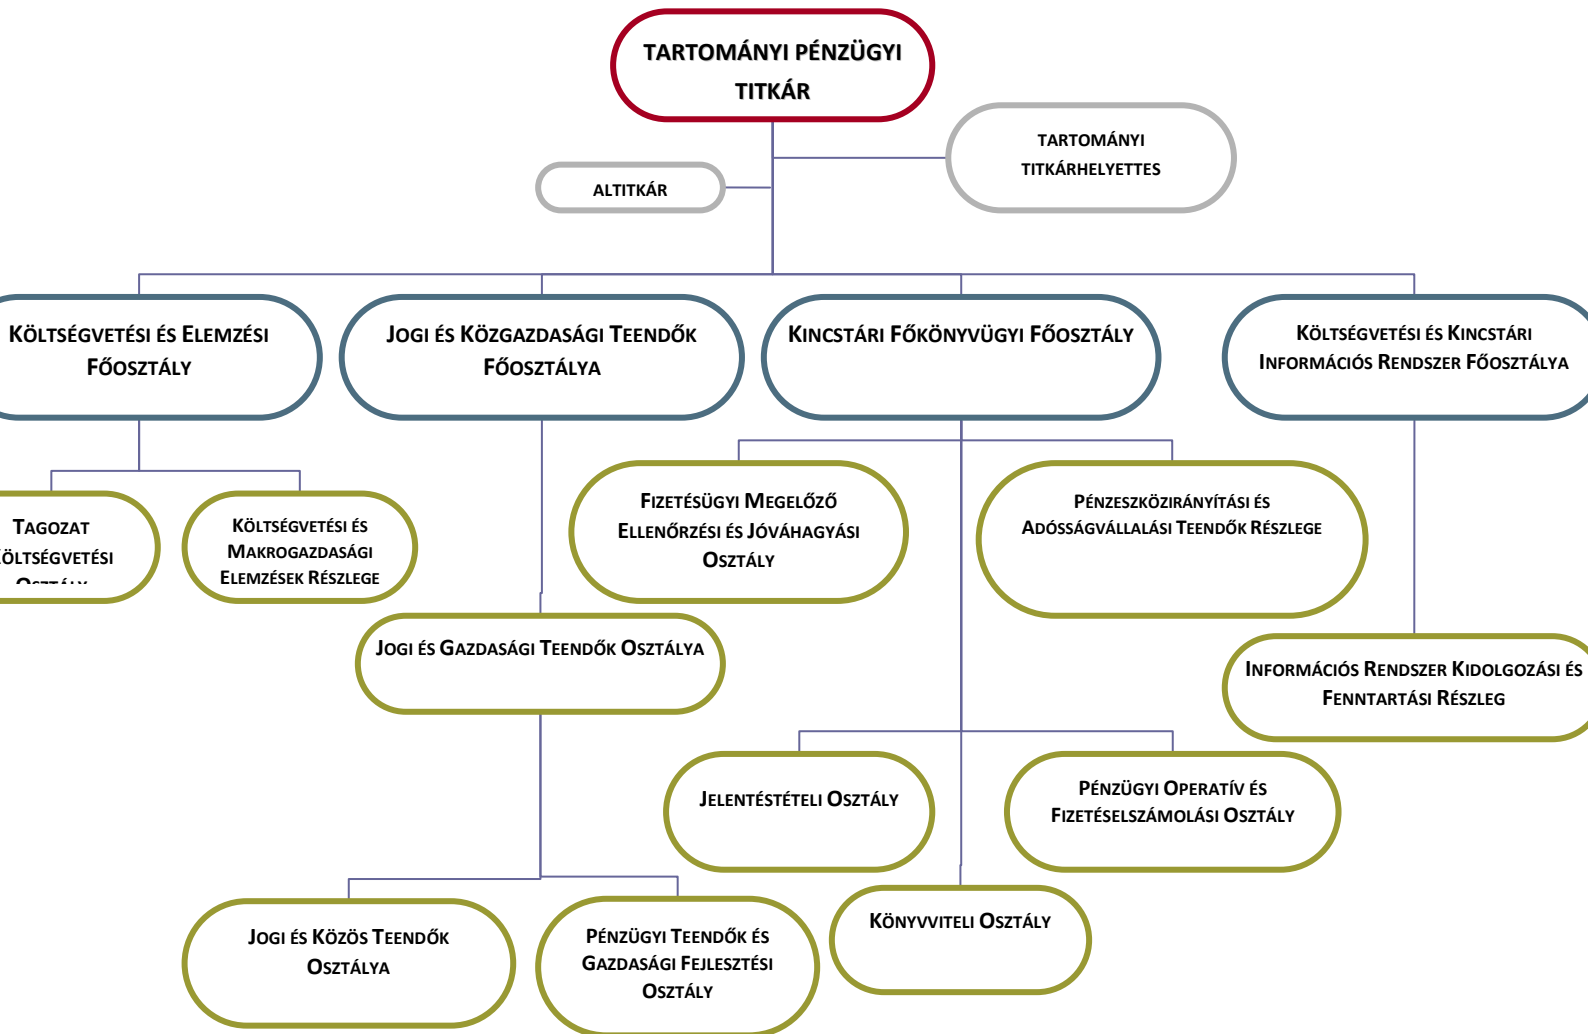 TARTOMÁNYI PÉNZÜGYI
TITKÁR
TARTOMÁNYI
TITKÁRHELYETTES
ALTITKÁR
KÖLTSÉGVETÉSI ÉS ELEMZÉSI
FŐOSZTÁLY
JOGI ÉS KÖZGAZDASÁGI TEENDŐK
FŐOSZTÁLYA
KINCSTÁRI FŐKÖNYVÜGYI FŐOSZTÁLY
KÖLTSÉGVETÉSI ÉS KINCSTÁRI
INFORMÁCIÓS RENDSZER FŐOSZTÁLYA
TAGOZAT
KÖLTSÉGVETÉSI
OSZTÁLY
KÖLTSÉGVETÉSI ÉS
MAKROGAZDASÁGI
ELEMZÉSEK RÉSZLEGE
FIZETÉSÜGYI MEGELŐZŐ
ELLENŐRZÉSI ÉS JÓVÁHAGYÁSI
OSZTÁLY
PÉNZESZKÖZIRÁNYÍTÁSI ÉS
ADÓSSÁGVÁLLALÁSI TEENDŐK RÉSZLEGE
JOGI ÉS GAZDASÁGI TEENDŐK OSZTÁLYA
INFORMÁCIÓS RENDSZER KIDOLGOZÁSI ÉS
FENNTARTÁSI RÉSZLEG
JELENTÉSTÉTELI OSZTÁLY
PÉNZÜGYI OPERATÍV ÉS
FIZETÉSELSZÁMOLÁSI OSZTÁLY
JOGI ÉS KÖZÖS TEENDŐK
OSZTÁLYA
PÉNZÜGYI TEENDŐK ÉS
GAZDASÁGI FEJLESZTÉSI
OSZTÁLY
KÖNYVVITELI OSZTÁLY